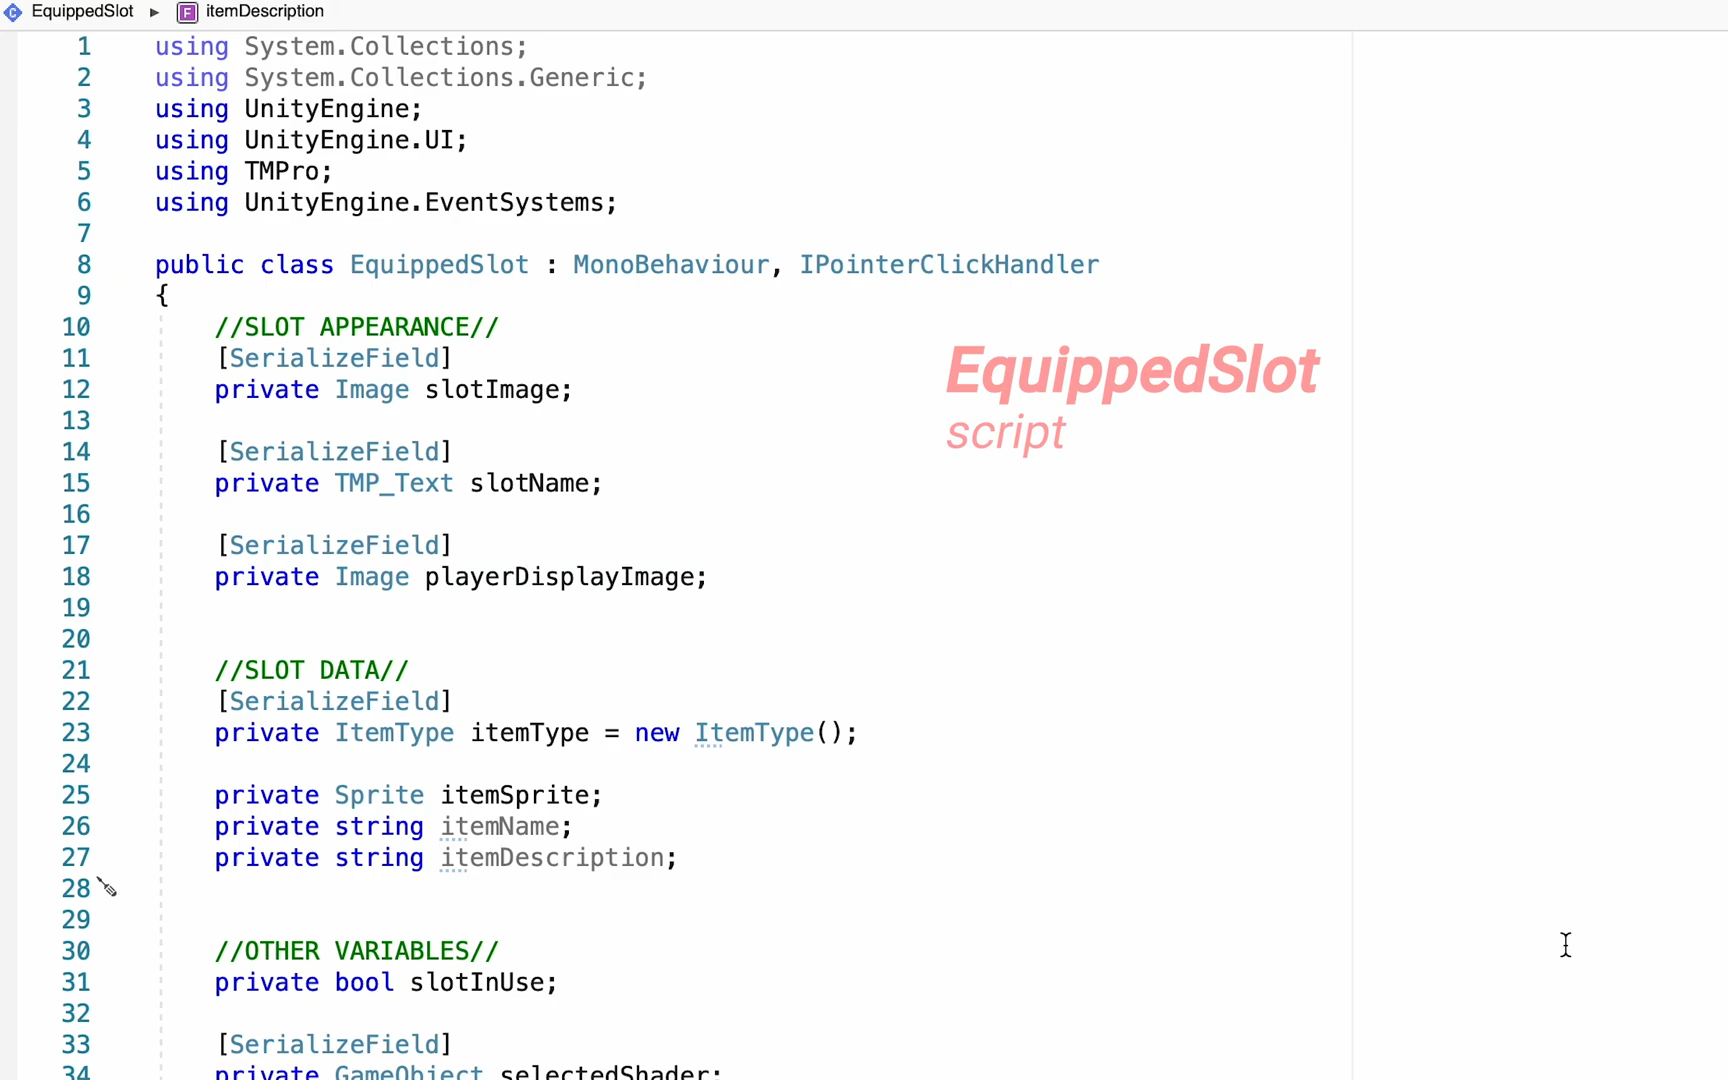 EquippedSlot ▸ F itemDescription
1 using System.Collections;
2 using System.Collections.Generic;
3 using UnityEngine;
4 using UnityEngine.UI;
5 using TMPro;
6 using UnityEngine.EventSystems;
7
8 public class EquippedSlot : MonoBehaviour, IPointerClickHandler
9 {
10 //SLOT APPEARANCE//
11 [SerializeField]
12 private Image slotImage;
13
14 [SerializeField]
15 private TMP_Text slotName;
16
17 [SerializeField]
18 private Image playerDisplayImage;
19
20
21 //SLOT DATA//
22 [SerializeField]
23 private ItemType itemType = new ItemType();
24
25 private Sprite itemSprite;
26 private string itemName;
27 private string itemDescription;
28
29
30 //OTHER VARIABLES//
31 private bool slotInUse;
32
33 [SerializeField]
34 private GameObject selectedShader;
EquippedSlot
script